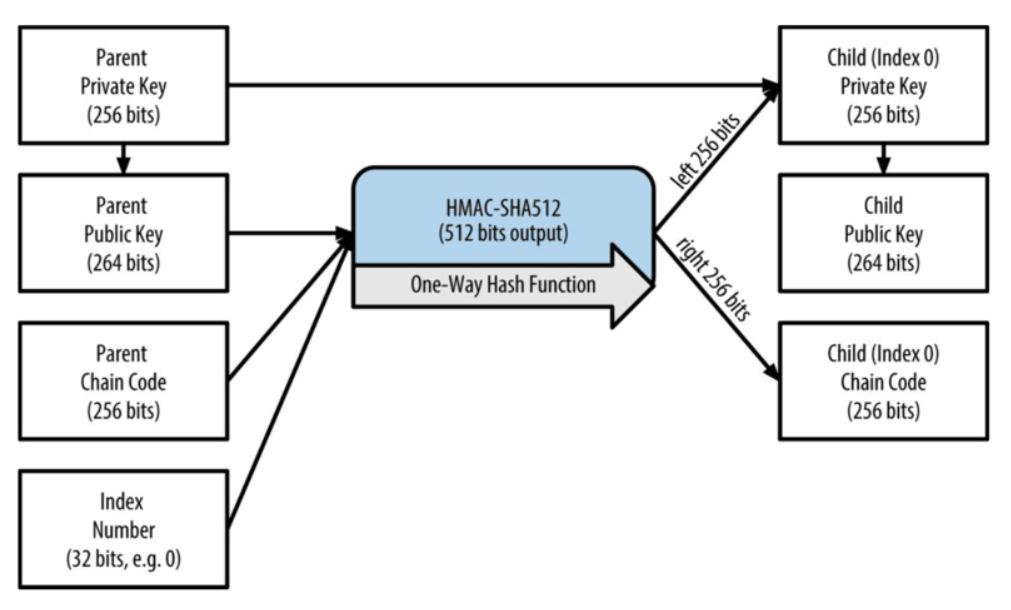 Parent
Private Key
(256 bits)
Parent
Public Key
(264 bits)
Parent
Chain Code
(256 bits)
Index
Number
(32 bits, e.g. 0)
HMAC-SHA512
(512 bits output)
One-Way Hash Function
left 256 bits
right 256 bits
Child (Index 0)
Private Key
(256 bits)
Child
Public Key
(264 bits)
Child (Index 0)
Chain Code
(256 bits)